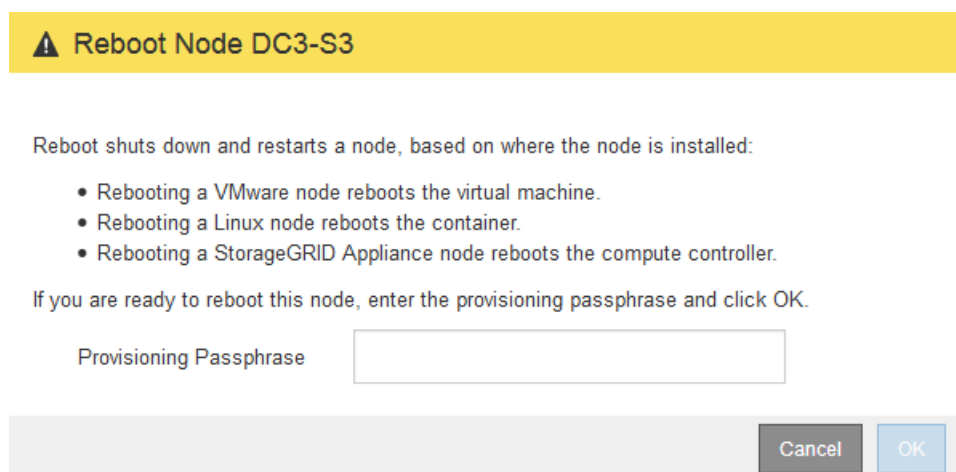 Reboot Node DC3-S3
Reboot shuts down and restarts a node, based on where the node is installed:
• Rebooting a VMware node reboots the virtual machine.
• Rebooting a Linux node reboots the container.
• Rebooting a StorageGRID Appliance node reboots the compute controller.
If you are ready to reboot this node, enter the provisioning passphrase and click OK.
Provisioning Passphrase
Cancel
OK